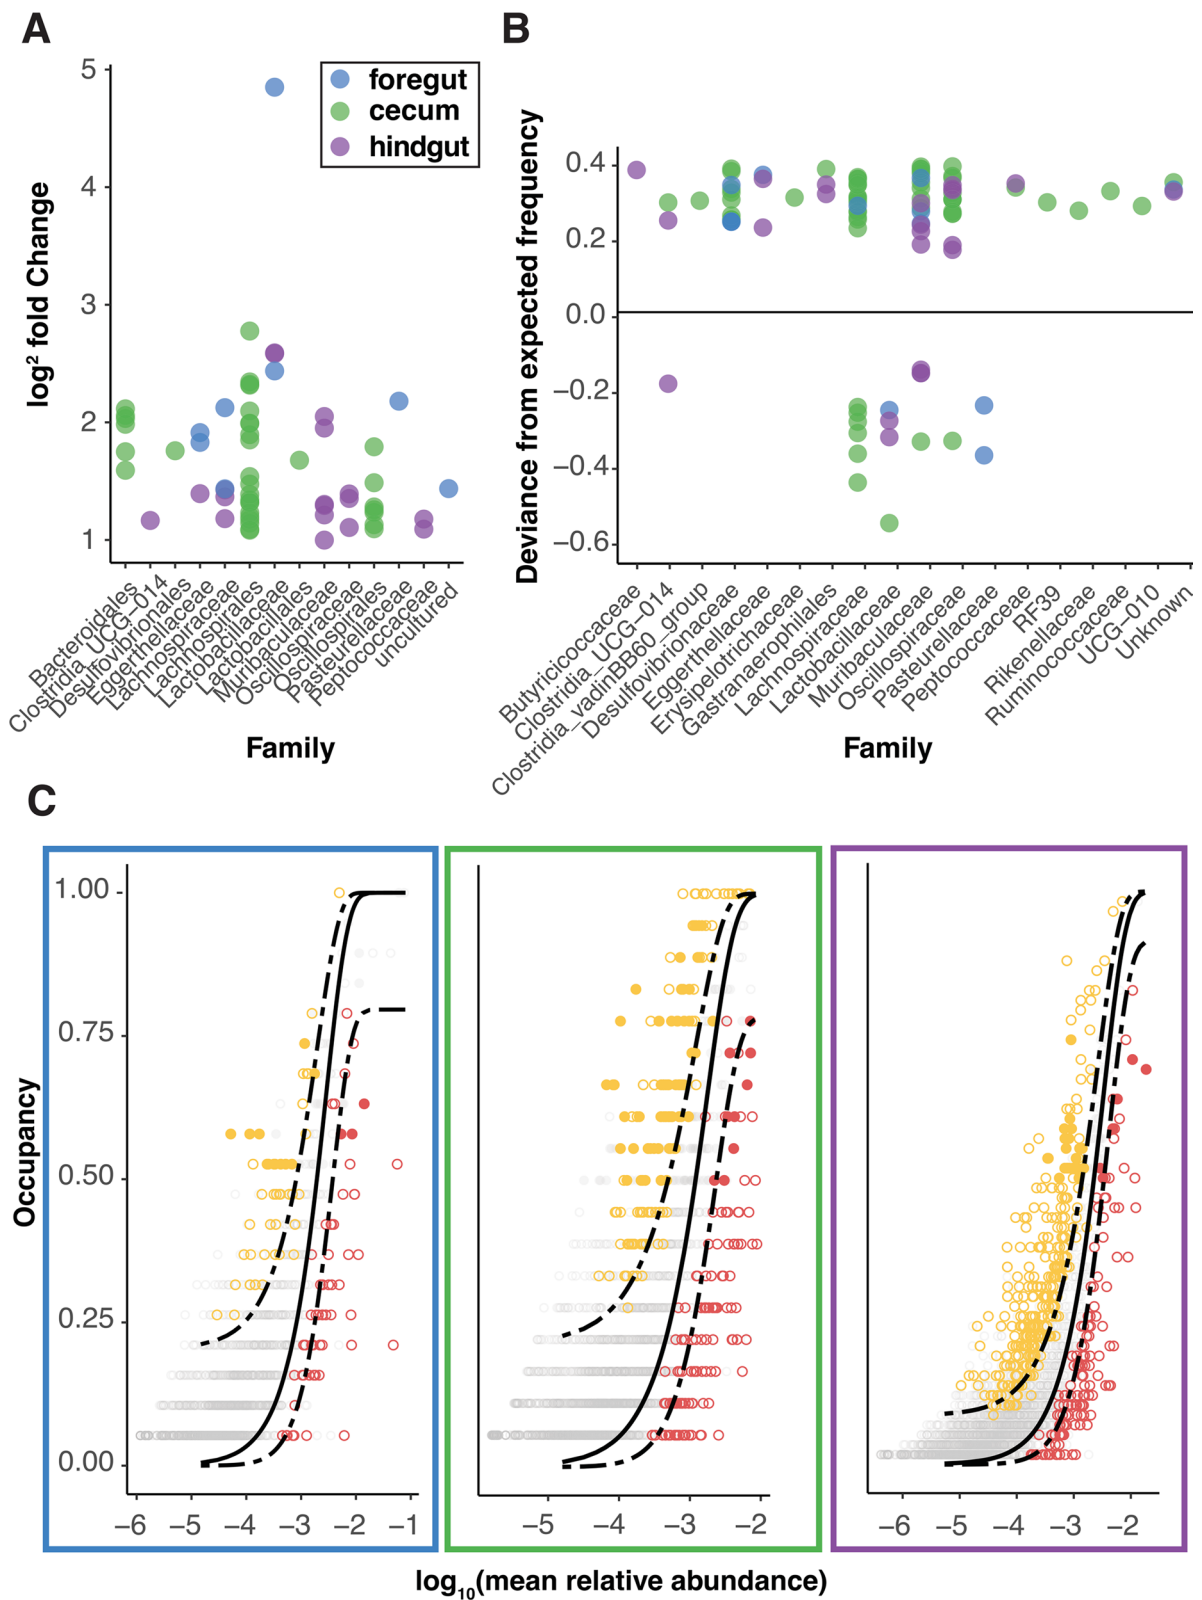 A
B
5
4
3
2
1
log² fold Change
foregut
cecum
hindgut
Bacteroidales
Clostridia_UCG-014
Desulfovibrionales
Eggerthellaceae
Lachnospiraceae
Lachnospirales
Lactobacillaceae
Lactobacillales
Muribaculaceae
Oscillospiraceae
Oscillospirales
Pasteurellaceae
Peptococcaceae
uncultured
Family
Deviance from expected frequency
0.4
0.2
0.0
−0.2
−0.4
−0.6
Butyricicoccaceae
Clostridia_UCG-014
Clostridia_vadinBB60_group
Desulfovibrionaceae
Eggerthellaceae
Erysipelotrichaceae
Gastranaerophilales
Lachnospiraceae
Lactobacillaceae
Muribaculaceae
Oscillospiraceae
Pasteurellaceae
Peptococcaceae
RF39
Rikenellaceae
Ruminococcaceae
UCG-010
Unknown
Family
C
Occupancy
1.00
0.75
0.50
0.25
0.00
−6 −5 −4 −3 −2 −1
−5 −4 −3 −2
−6 −5 −4 −3 −2
log₁₀(mean relative abundance)